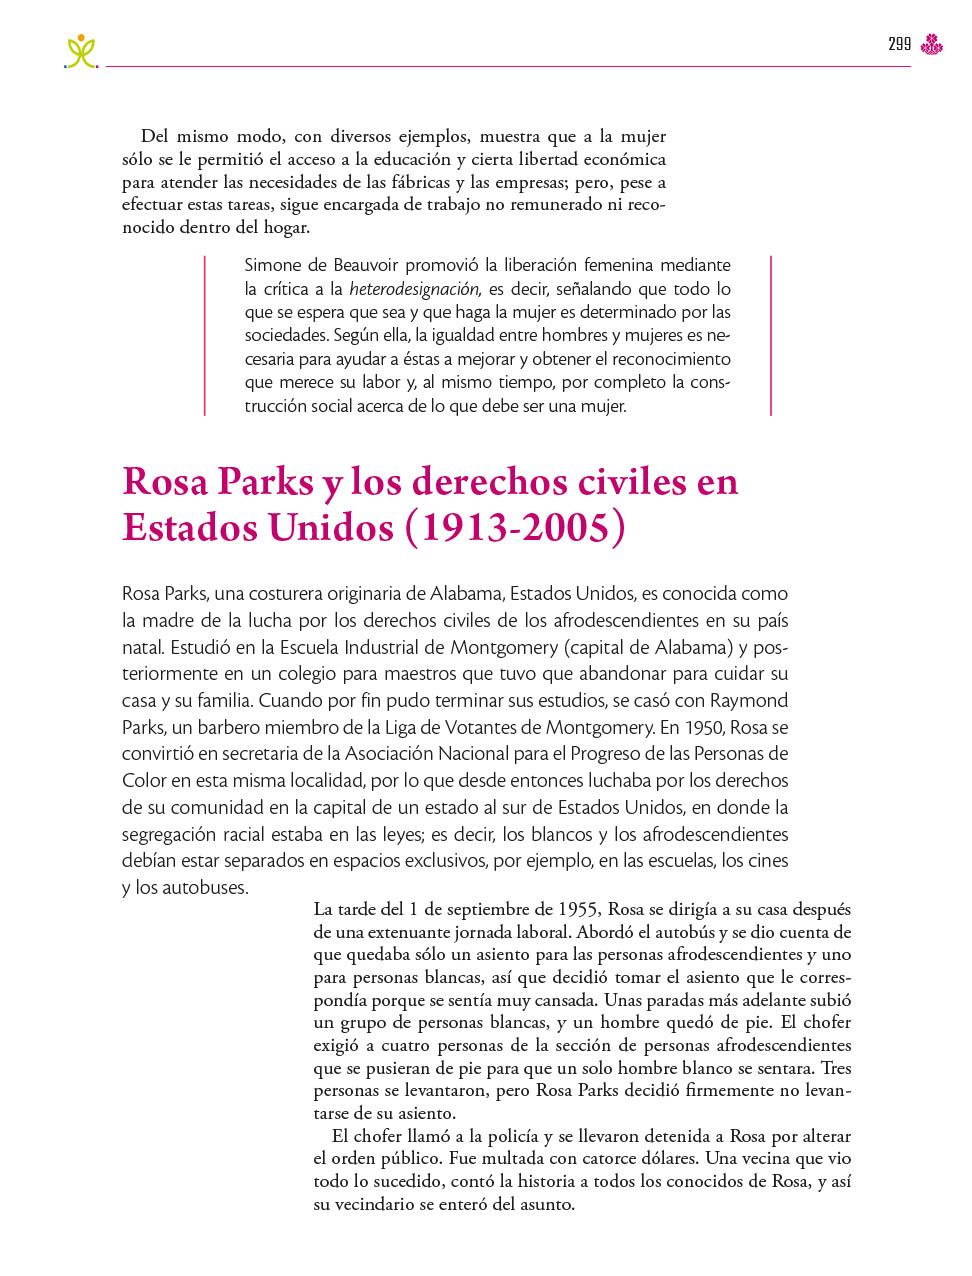 299
Del mismo modo, con diversos ejemplos, muestra que a la mujer
sólo se le permitió el acceso a la educación y cierta libertad económica
para atender las necesidades de las fábricas y las empresas; pero, pese a
efectuar estas tareas, sigue encargada de trabajo no remunerado ni reco-
nocido dentro del hogar.
Simone de Beauvoir promovió la liberación femenina mediante
la crítica a la heterodesignación, es decir, señalando que todo lo
que se espera que sea y que haga la mujer es determinado por las
sociedades. Según ella, la igualdad entre hombres y mujeres es ne-
cesaria para ayudar a éstas a mejorar y obtener el reconocimiento
que merece su labor y, al mismo tiempo, por completo la cons-
trucción social acerca de lo que debe ser una mujer.
Rosa Parks y los derechos civiles en
Estados Unidos (1913-2005)
Rosa Parks, una costurera originaria de Alabama, Estados Unidos, es conocida como
la madre de la lucha por los derechos civiles de los afrodescendientes en su país
natal. Estudió en la Escuela Industrial de Montgomery (capital de Alabama) y pos-
teriormente en un colegio para maestros que tuvo que abandonar para cuidar su
casa y su familia. Cuando por fin pudo terminar sus estudios, se casó con Raymond
Parks, un barbero miembro de la Liga de Votantes de Montgomery. En 1950, Rosa se
convirtió en secretaria de la Asociación Nacional para el Progreso de las Personas de
Color en esta misma localidad, por lo que desde entonces luchaba por los derechos
de su comunidad en la capital de un estado al sur de Estados Unidos, en donde la
segregación racial estaba en las leyes; es decir, los blancos y los afrodescendientes
debían estar separados en espacios exclusivos, por ejemplo, en las escuelas, los cines
y los autobuses.
La tarde del 1 de septiembre de 1955, Rosa se dirigía a su casa después
de una extenuante jornada laboral. Abordó el autobús y se dio cuenta de
que quedaba sólo un asiento para las personas afrodescendientes y uno
para personas blancas, así que decidió tomar el asiento que le corres-
pondía porque se sentía muy cansada. Unas paradas más adelante subió
un grupo de personas blancas, y un hombre quedó de pie. El chofer
exigió a cuatro personas de la sección de personas afrodescendientes
que se pusieran de pie para que un solo hombre blanco se sentara. Tres
personas se levantaron, pero Rosa Parks decidió firmemente no levan-
tarse de su asiento.
El chofer llamó a la policía y se llevaron detenida a Rosa por alterar
el orden público. Fue multada con catorce dólares. Una vecina que vio
todo lo sucedido, contó la historia a todos los conocidos de Rosa, y así
su vecindario se enteró del asunto.